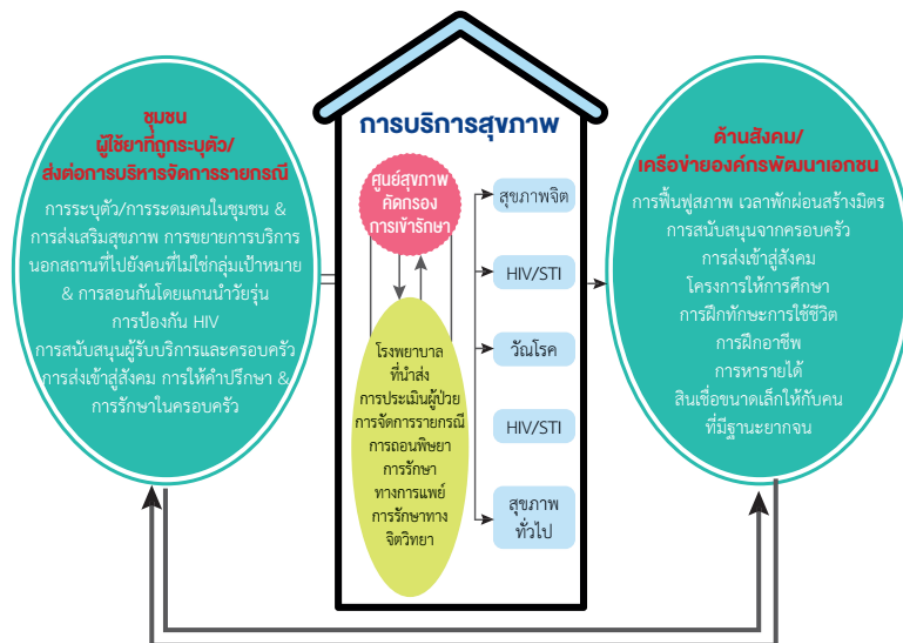 ชุมชน
ผู้ใช้ยาที่ถูกระบุตัว/
ส่งต่อการบริหารจัดการรายกรณี
การระบุตัว/การระดมคนในชุมชน &
การส่งเสริมสุขภาพ การขยายการบริการ
นอกสถานที่ไปยังคนที่ไม่ใช่กลุ่มเป้าหมาย
& การสอนกันโดยแกนนำวัยรุ่น
การป้องกัน HIV
การสนับสนุนผู้รับบริการและครอบครัว
การส่งเข้าสู่สังคม การให้คำปรึกษา &
การรักษาในครอบครัว
การบริการสุขภาพ
ศูนย์สุขภาพ
คัดกรอง
การเข้ารักษา
โรงพยาบาล
ที่นำส่ง
การประเมินผู้ป่วย
การจัดการรายกรณี
การถอนพิษยา
การรักษา
ทางการแพทย์
การรักษาทาง
จิตวิทยา
สุขภาพจิต
HIV/STI
วัณโรค
HIV/STI
สุขภาพ
ทั่วไป
ด้านสังคม/
เครือข่ายองค์กรพัฒนาเอกชน
การฟื้นฟูสภาพ เวลาพักผ่อนสร้างมิตร
การสนับสนุนจากครอบครัว
การส่งเข้าสู่สังคม
โครงการให้การศึกษา
การฝึกทักษะการใช้ชีวิต
การฝึกอาชีพ
การหารายได้
สินเชื่อขนาดเล็กให้กับคน
ที่มีฐานะยากจน